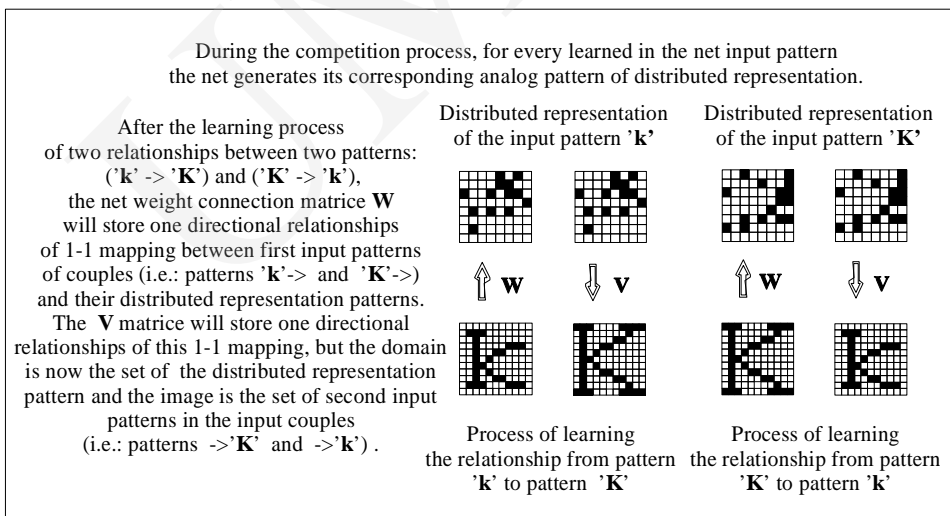 During the competition process, for every learned in the net input pattern
the net generates its corresponding analog pattern of distributed representation.
After the learning process
of two relationships between two patterns:
('k' -> 'K') and ('K' -> 'k'),
the net weight connection matrice W
will store one directional relationships
of 1-1 mapping between first input patterns
of couples (i.e.: patterns 'k'-> and 'K'->)
and their distributed representation patterns.
The V matrice will store one directional
relationships of this 1-1 mapping, but the domain
is now the set of the distributed representation
pattern and the image is the set of second input
patterns in the input couples
(i.e.: patterns ->'K' and ->'k') .
Distributed representation
of the input pattern 'k'
W
V
Process of learning
the relationship from pattern
'k' to pattern 'K'
Distributed representation
of the input pattern 'K'
W
V
Process of learning
the relationship from pattern
'K' to pattern 'k'